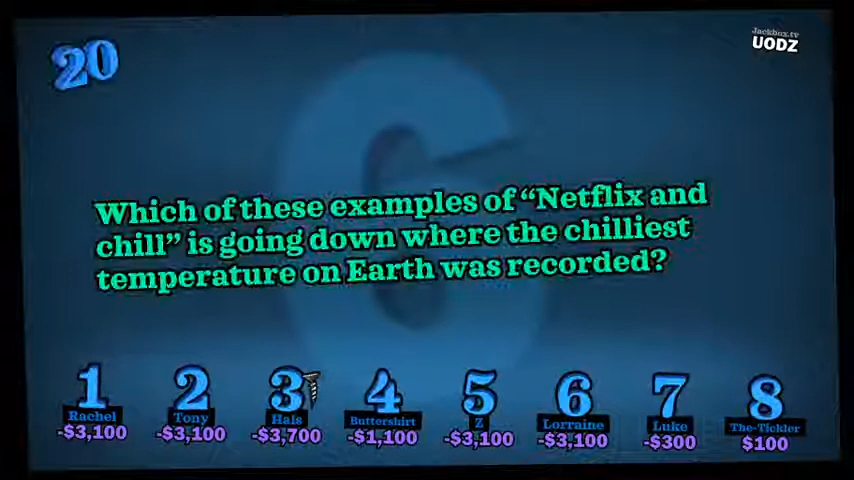 20
Jackbox.tv
UODZ
Which of these examples of “Netflix and
chill” is going down where the chilliest
temperature on Earth was recorded?
1 2 3 4 5 6 7 8
Rachel Tony Hais Buttershirt Z Lorraine Luke The-Tickler
-$3,100 -$3,100 -$3,700 -$1,100 -$3,100 -$3,100 -$300 $100